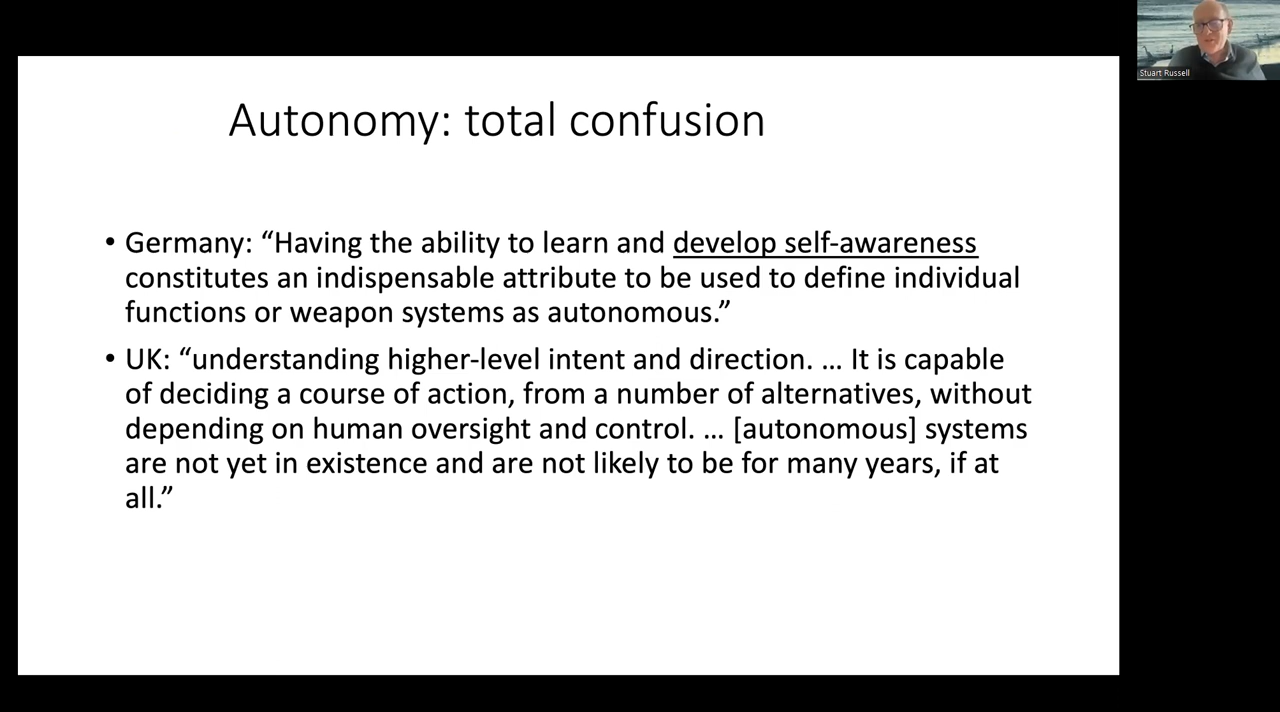 Stuart Russell
Autonomy: total confusion
• Germany: “Having the ability to learn and develop self-awareness
constitutes an indispensable attribute to be used to define individual
functions or weapon systems as autonomous.”
• UK: “understanding higher-level intent and direction. … It is capable
of deciding a course of action, from a number of alternatives, without
depending on human oversight and control. … [autonomous] systems
are not yet in existence and are not likely to be for many years, if at
all.”